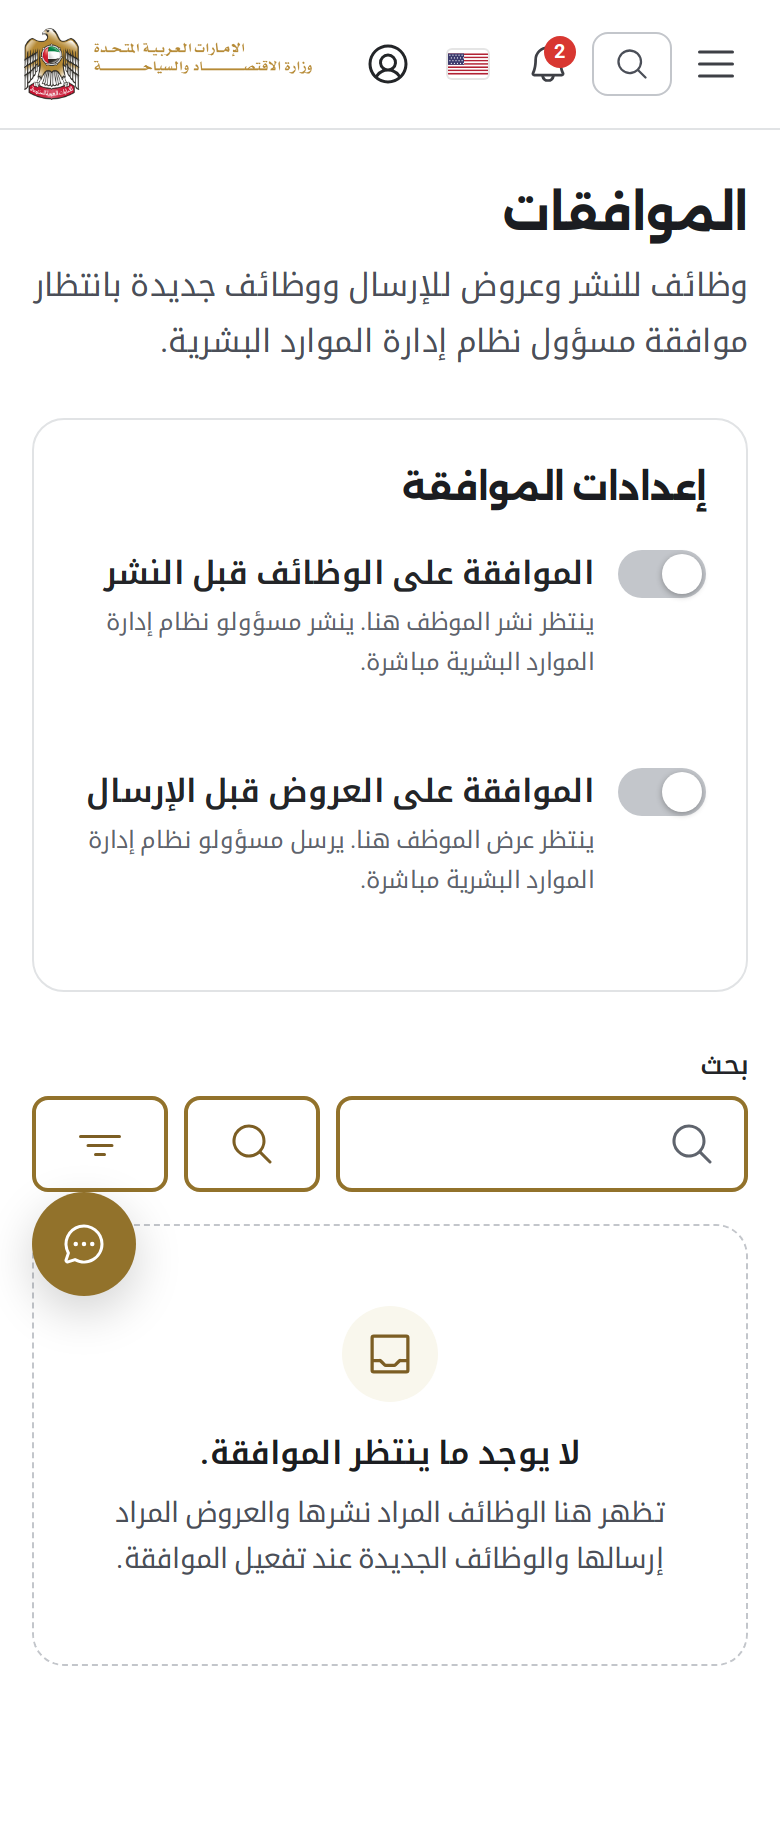 الإمارات العربية المتحدة
وزارة الاقتصاد والسياحة
2
الموافقات
وظائف للنشر وعروض للإرسال ووظائف جديدة بانتظار
موافقة مسؤول نظام إدارة الموارد البشرية.
إعدادات الموافقة
الموافقة على الوظائف قبل النشر
ينتظر نشر الموظف هنا. ينشر مسؤولو نظام إدارة
الموارد البشرية مباشرة.
الموافقة على العروض قبل الإرسال
ينتظر عرض الموظف هنا. يرسل مسؤولو نظام إدارة
الموارد البشرية مباشرة.
بحث
لا يوجد ما ينتظر الموافقة.
تظهر هنا الوظائف المراد نشرها والعروض المراد
إرسالها والوظائف الجديدة عند تفعيل الموافقة.